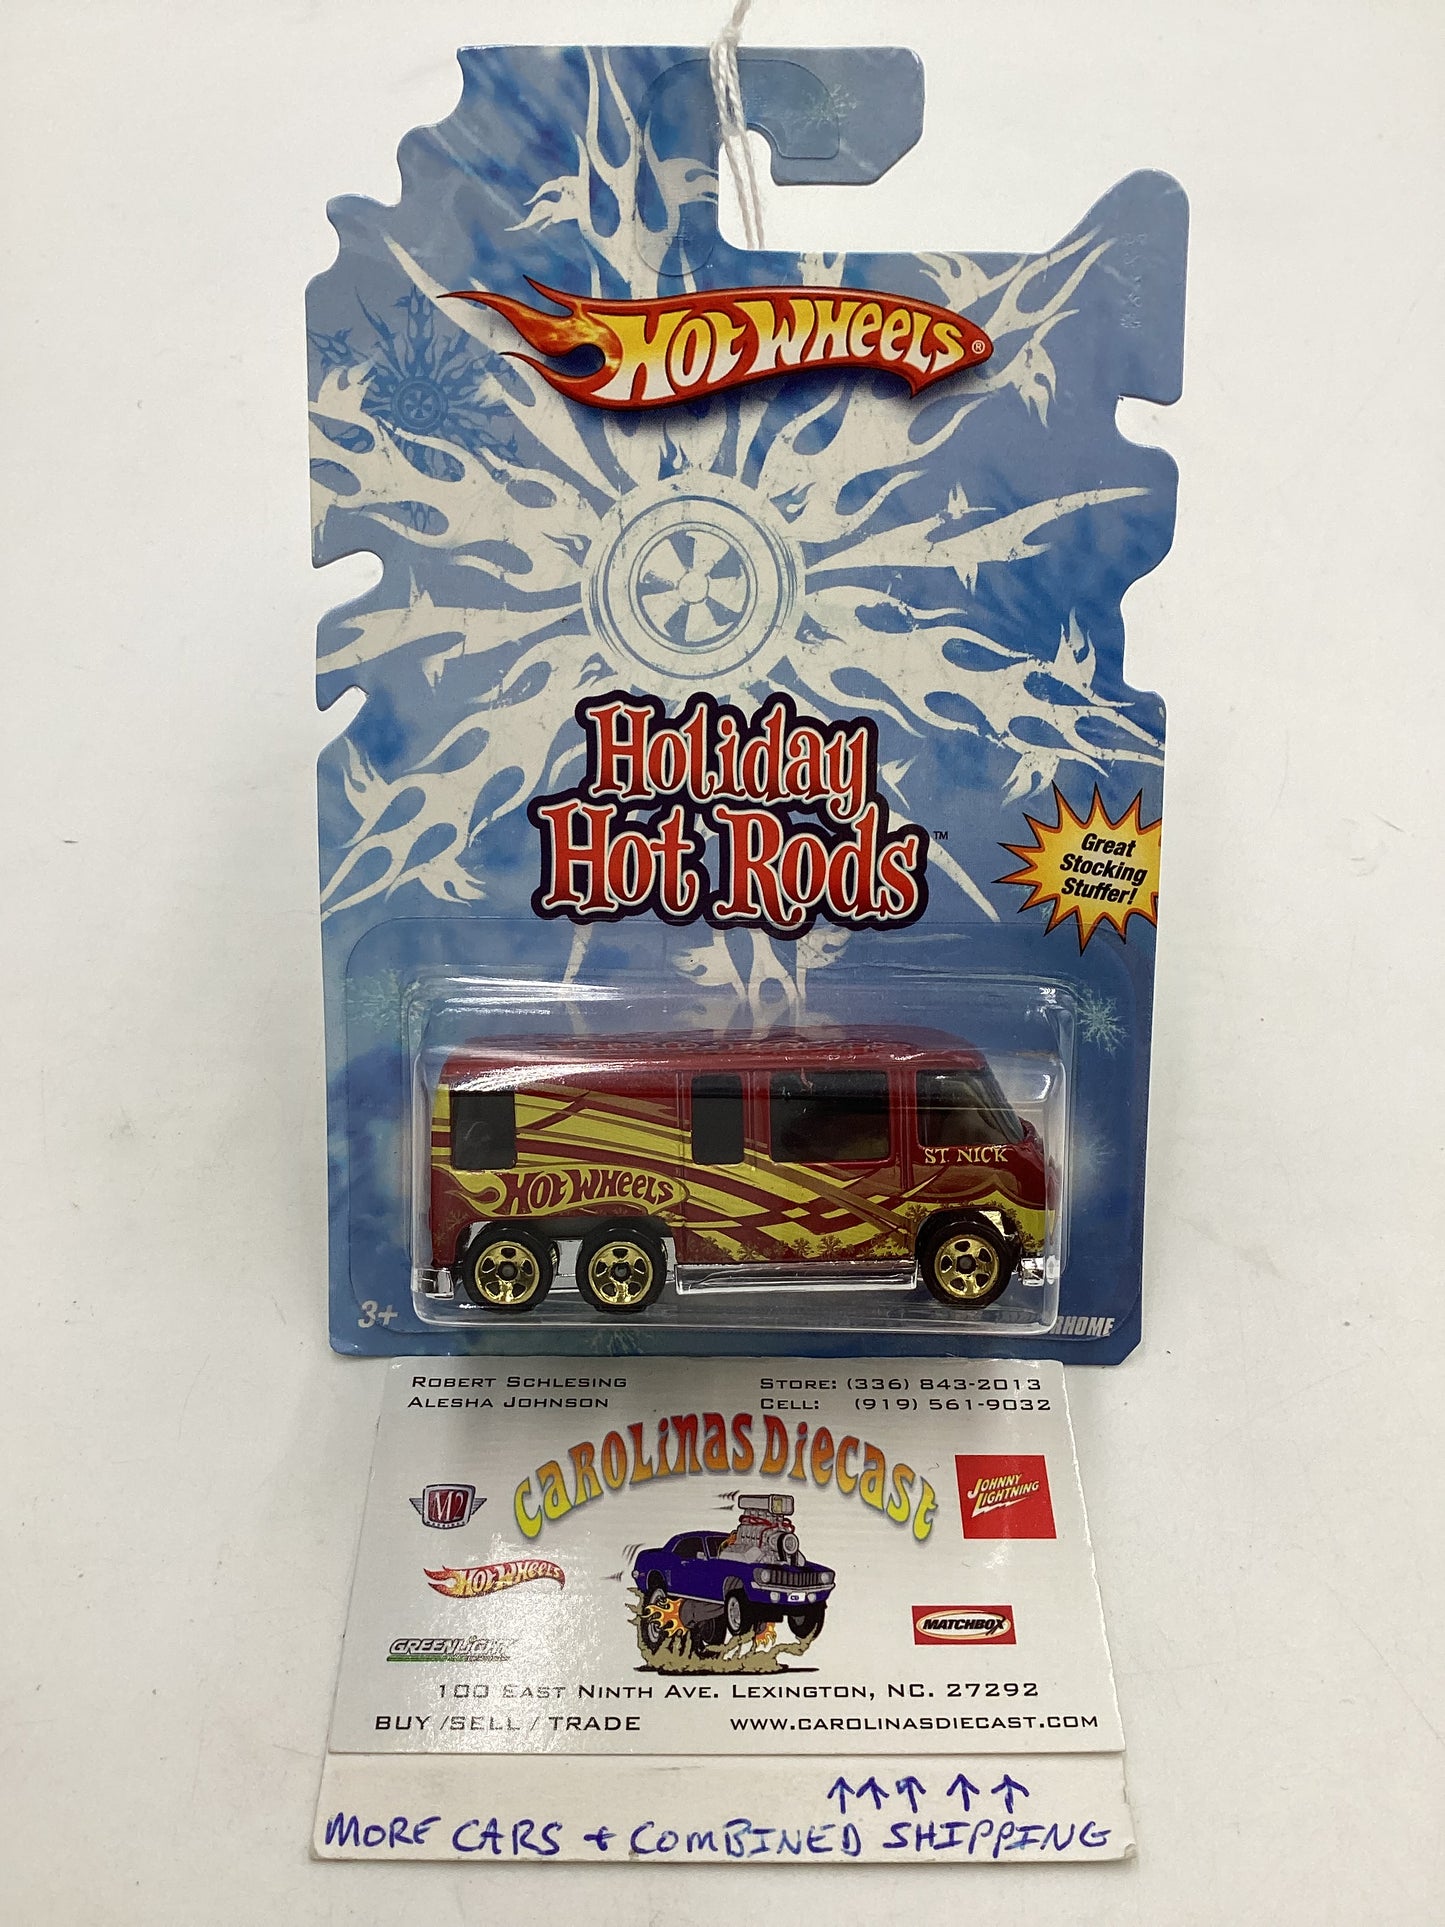 Hot Wheels®
Holiday
Hot Rods™
Great
Stocking
Stuffer!
ST. NICK
Hot Wheels
3+
RHOME
Robert Schlesing
Alesha Johnson
Store: (336) 843-2013
Cell: (919) 561-9032
Carolinas Diecast
M2
Johnny
Lightning
Hot Wheels
MATCHBOX
GREENLIGHT
100 East Ninth Ave. Lexington, NC. 27292
BUY /SELL / TRADE
www.carolinasdiecast.com
↑↑↑ ↑ ↑
MORE CARS + COMBINED SHIPPING